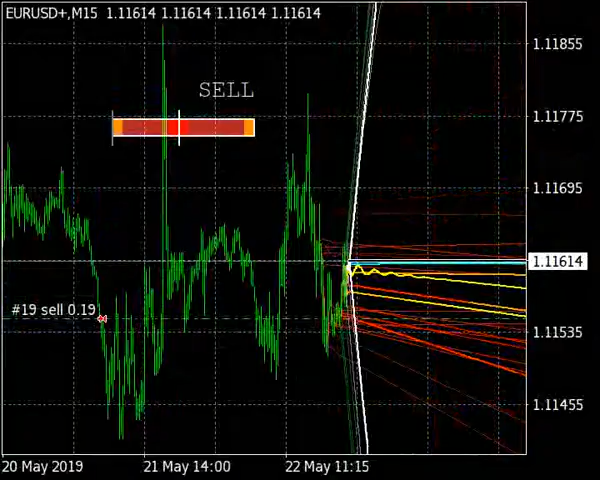 EURUSD+,M15 1.11614 1.11614 1.11614 1.11614
1.11855
SELL
1.11775
1.11695
1.11614
#19 sell 0.19
1.11535
1.11455
20 May 2019 21 May 14:00 22 May 11:15